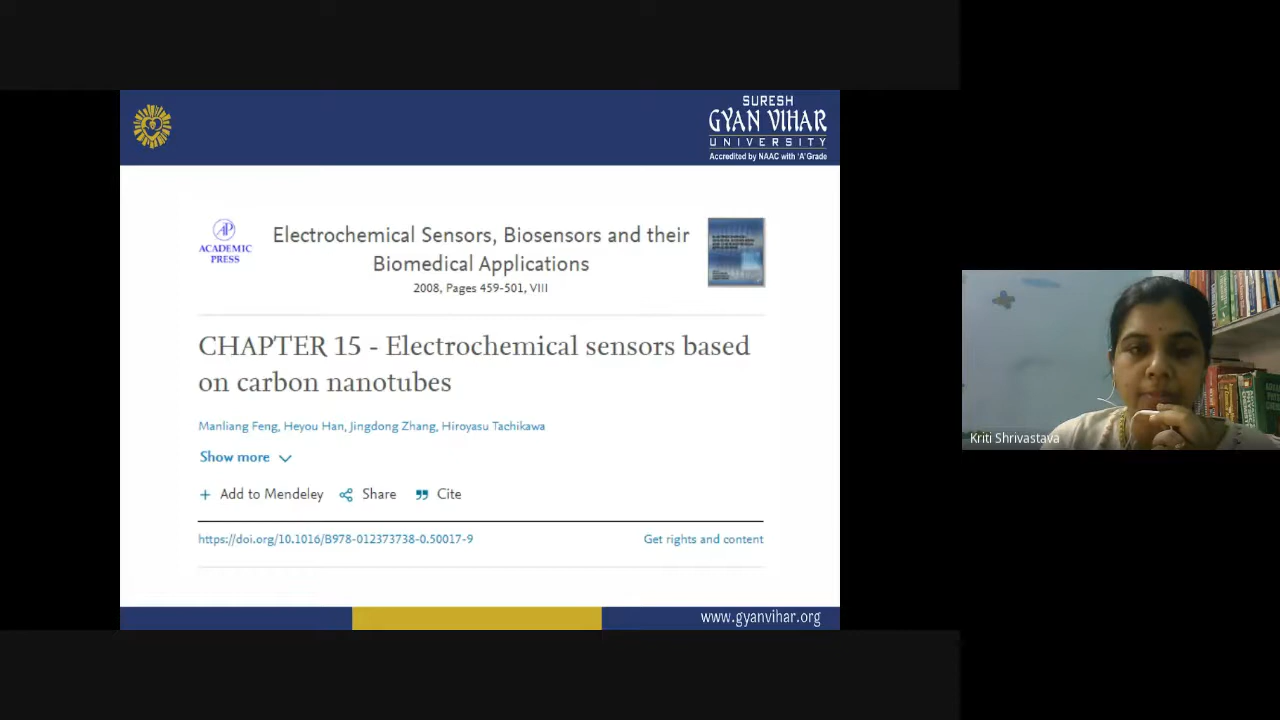 SURESH
GYAN VIHAR
UNIVERSITY
Accredited by NAAC with 'A' Grade
ACADEMIC
PRESS
Electrochemical Sensors, Biosensors and their
Biomedical Applications
2008, Pages 459-501, VIII
CHAPTER 15 - Electrochemical sensors based
on carbon nanotubes
Manliang Feng, Heyou Han, Jingdong Zhang, Hiroyasu Tachikawa
Show more
+ Add to Mendeley Share Cite
https://doi.org/10.1016/B978-012373738-0.50017-9 Get rights and content
www.gyanvihar.org
Kriti Shrivastava